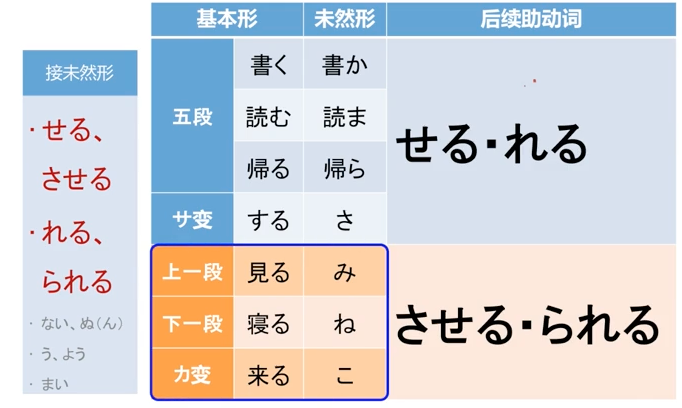 接未然形
・せる、
させる
・れる、
られる
・ ない、ぬ（ん）
・ う、よう
・ まい
基本形 未然形 后续助动词
五段 書く 書か せる・れる
読む 読ま
帰る 帰ら
サ变 する さ
上一段 見る み させる・られる
下一段 寝る ね
カ变 来る こ